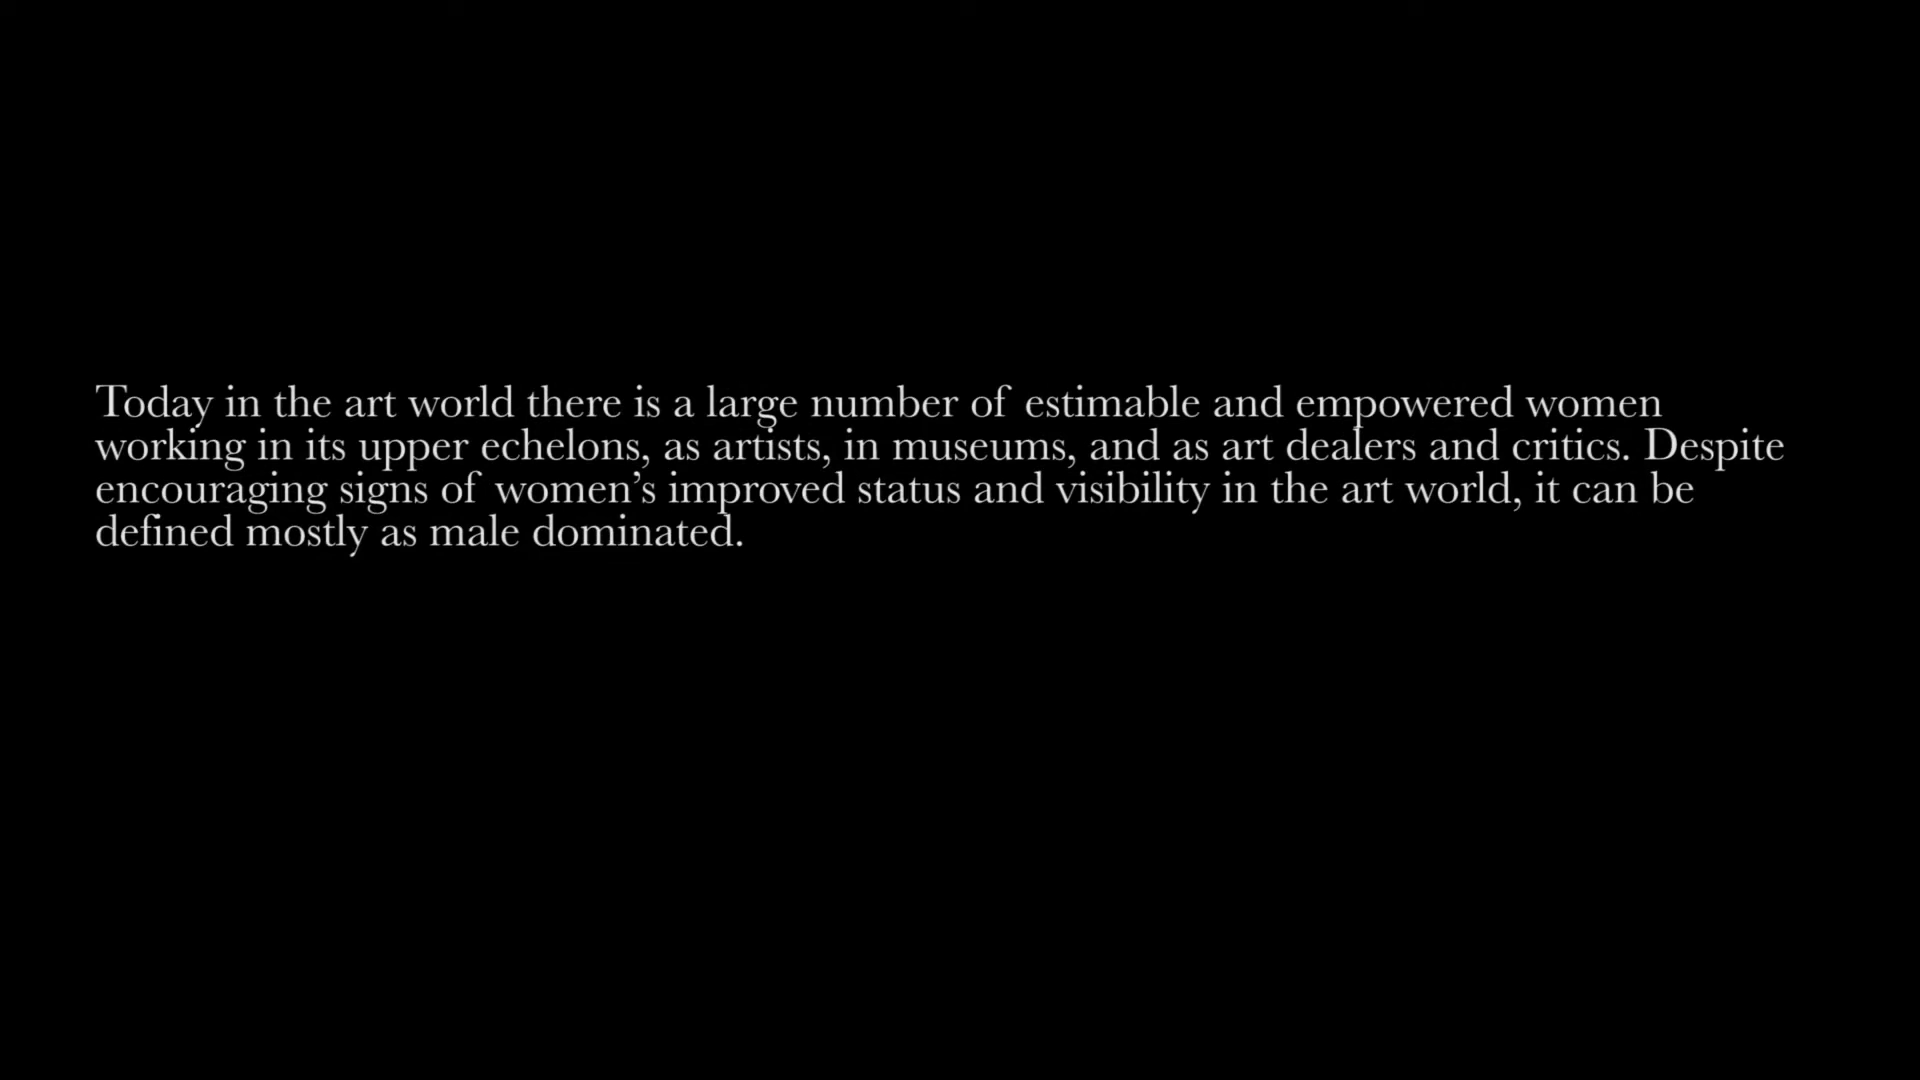 Today in the art world there is a large number of estimable and empowered women
working in its upper echelons, as artists, in museums, and as art dealers and critics. Despite
encouraging signs of women’s improved status and visibility in the art world, it can be
defined mostly as male dominated.